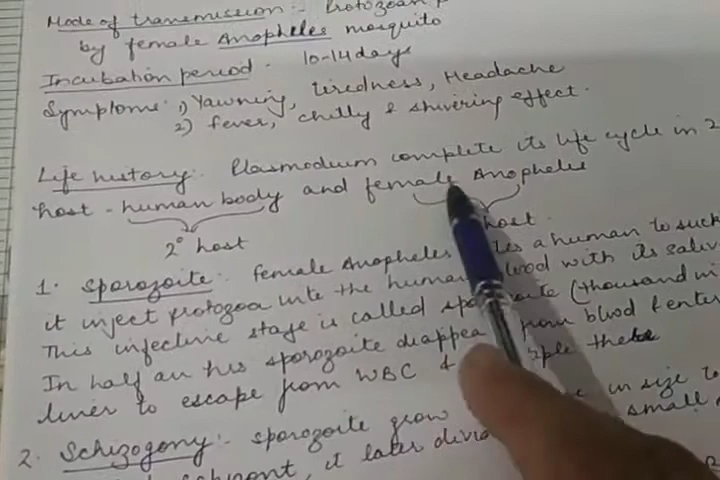 Mode of transmission :- Protozoan
by female Anopheles mosquito
Incubation period - 10-14 days
Symptoms : 1) Yawning, tiredness, Headache
2) fever, chilly & shivering effect.
Life history : Plasmodium complete its life cycle in 2
host - human body and female Anopheles
2° host host.
1. Sporozoite : female Anopheles a human to suck
it inject protozoa into the human blood with its saliva
This infective stage is called (thousand in
In half an hrs sporozoite disappear from blood & enter
liver to escape from WBC &
2. Schizogony :- sporozoite grow in size to
it later small